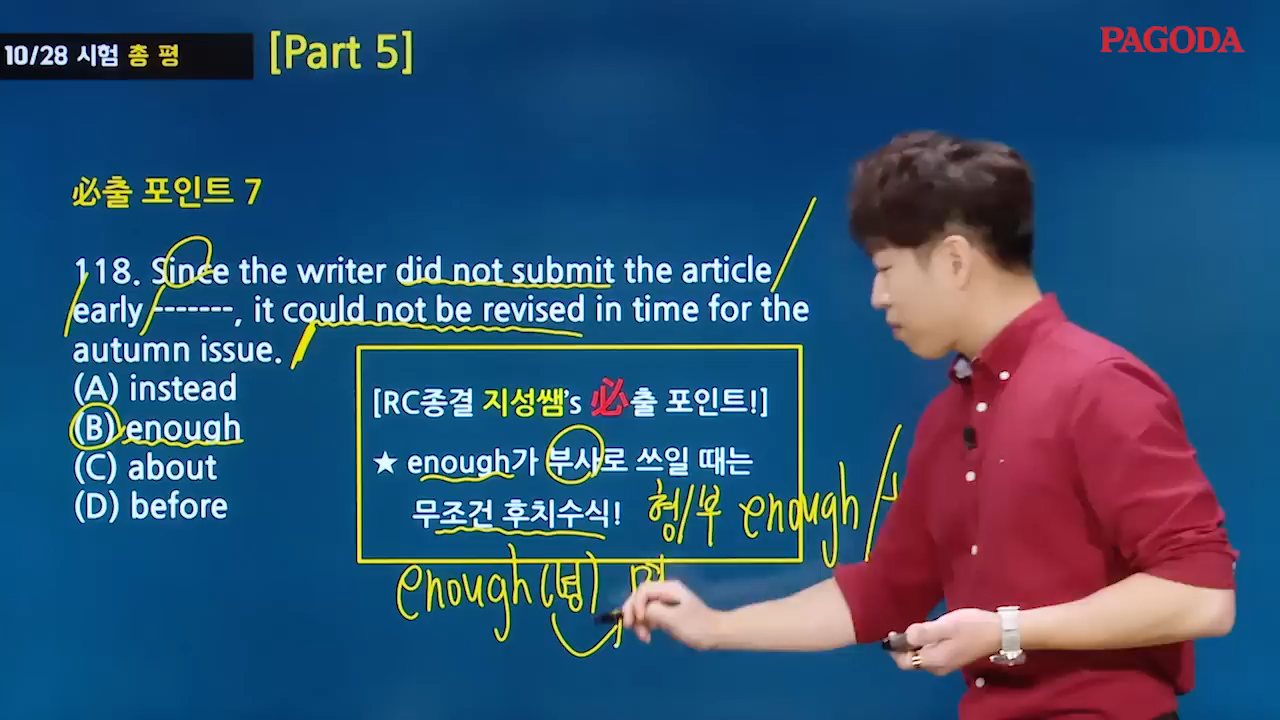 10/28 시험 총 평
[Part 5]
PAGODA
必출 포인트 7
118. Since the writer did not submit the article
early -------, it could not be revised in time for the
autumn issue.
(A) instead
(B) enough
(C) about
(D) before
[RC종결 지성쌤's 必출 포인트!]
★ enough가 부사로 쓰일 때는
무조건 후치수식!
형/부 enough
enough(형) 명